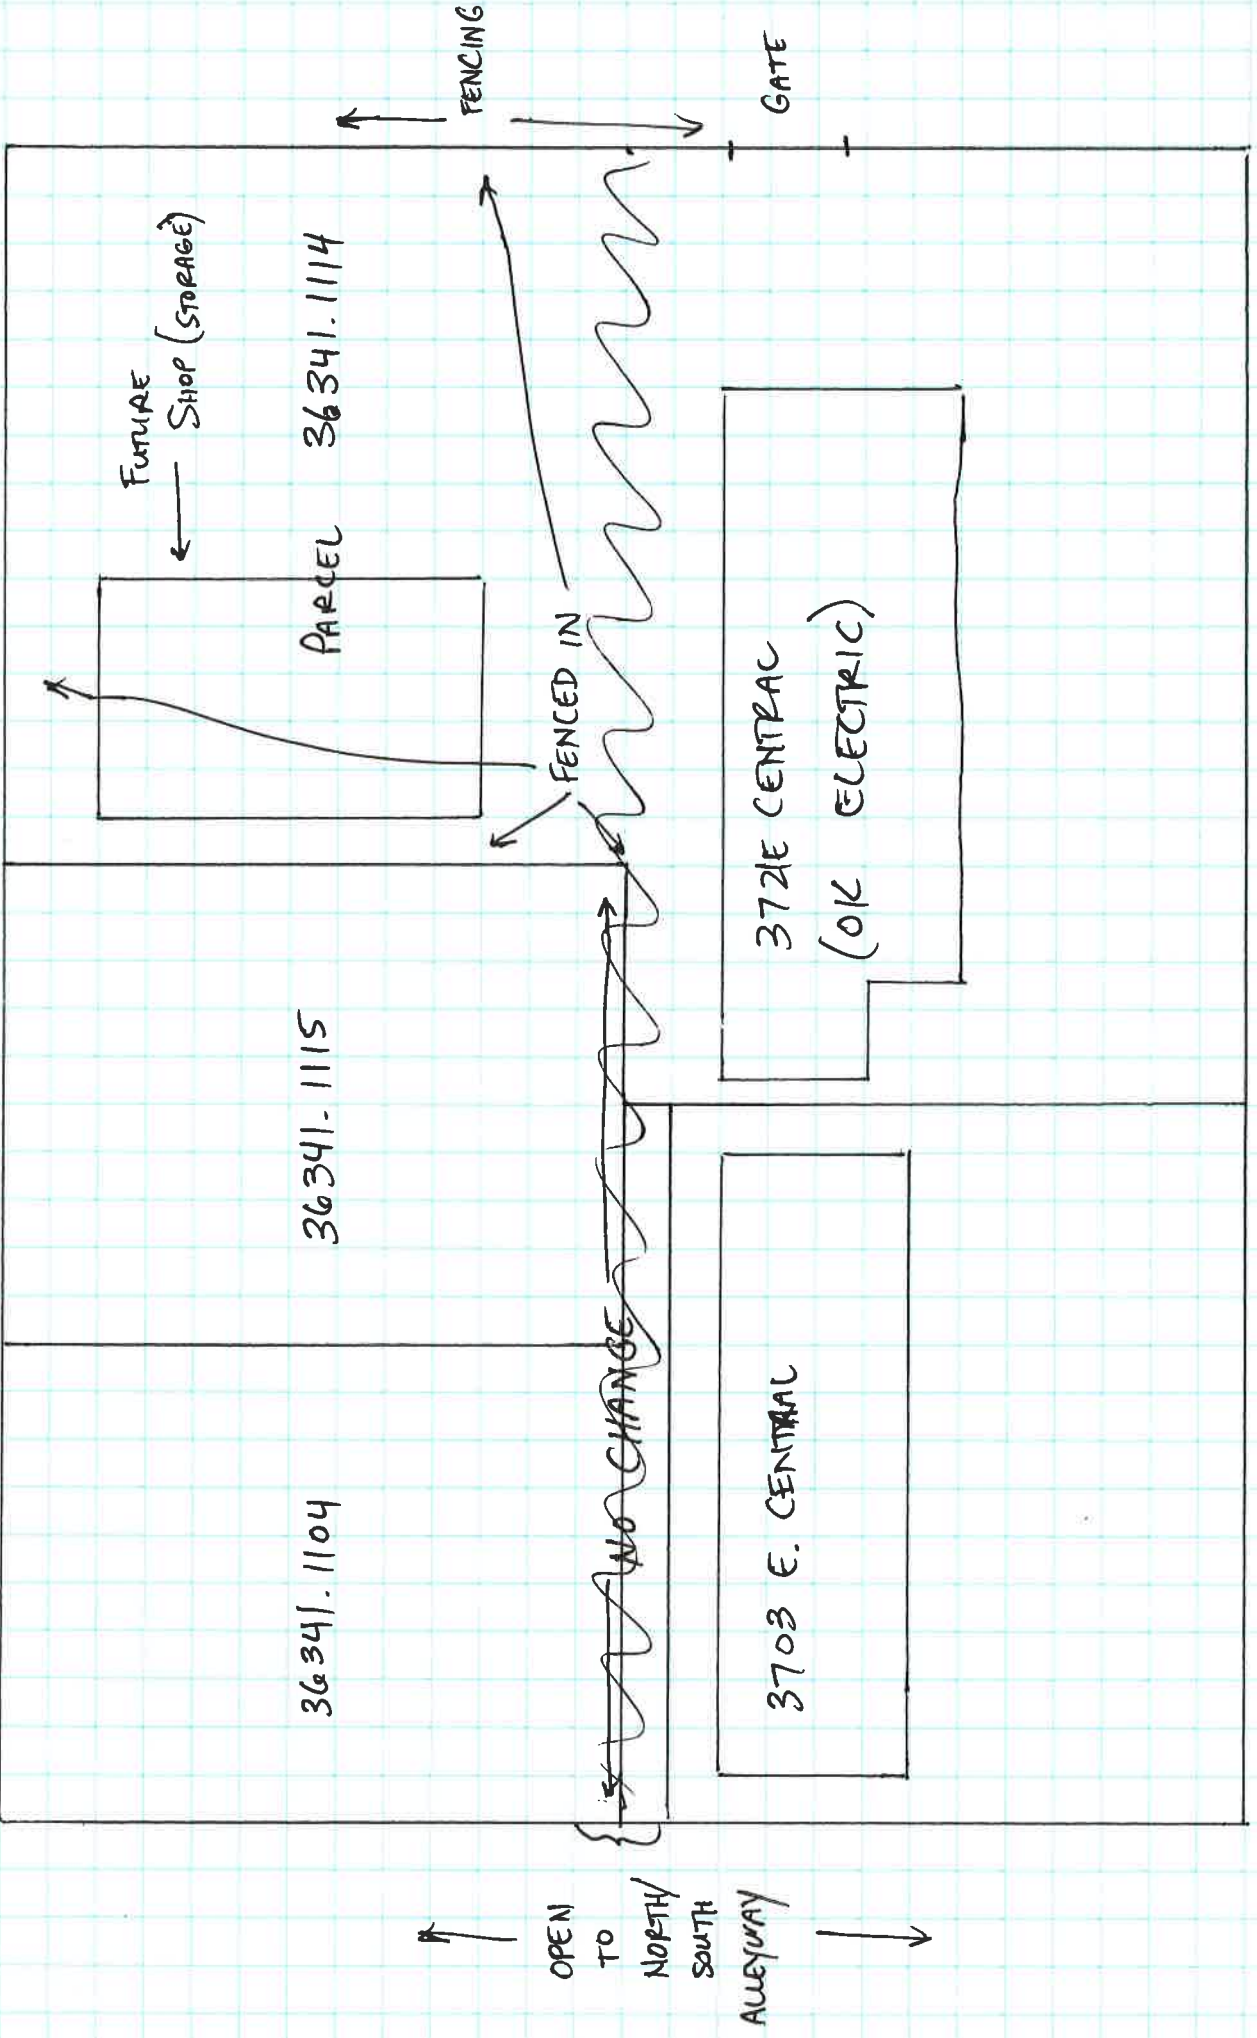 FENCING
GATE
FUTURE
SHOP (STORAGE)
PARCEL 36341.1114
FENCED IN
3721E CENTRAL
(OK ELECTRIC)
36341.1115
36341.1104
NO CHANGE
3703 E. CENTRAL
OPEN
TO
NORTH/
SOUTH
ALLEYWAY